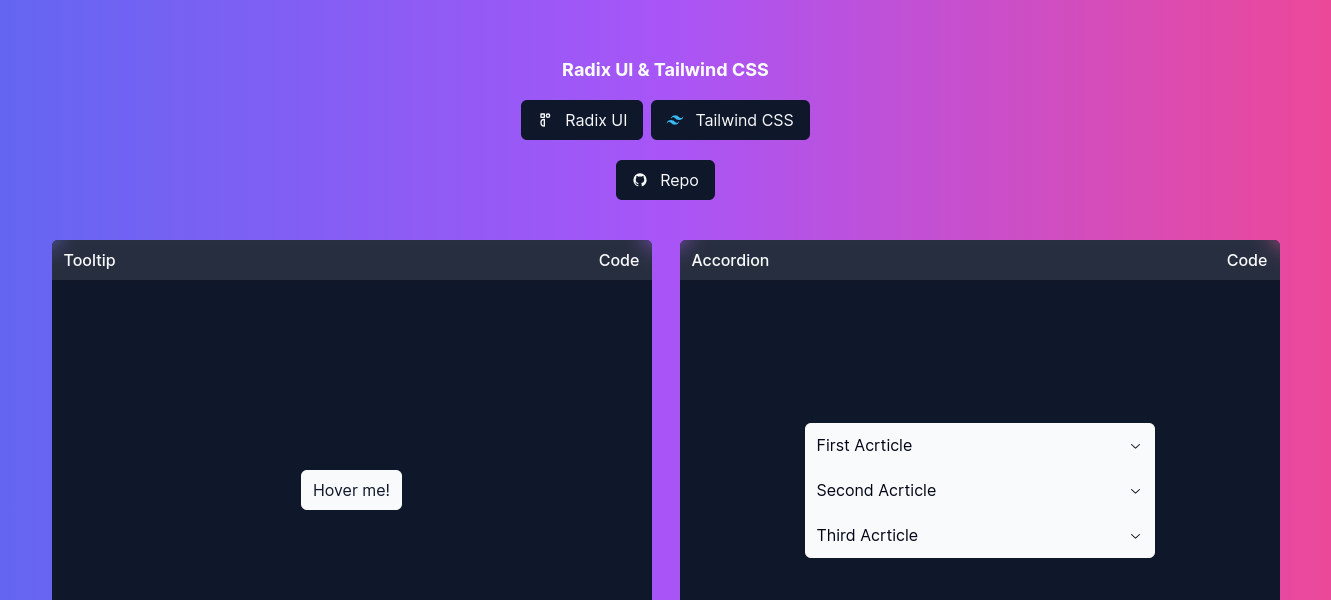 Radix UI & Tailwind CSS
Radix UI
Tailwind CSS
Repo
Tooltip
Code
Hover me!
Accordion
Code
First Acrticle
Second Acrticle
Third Acrticle